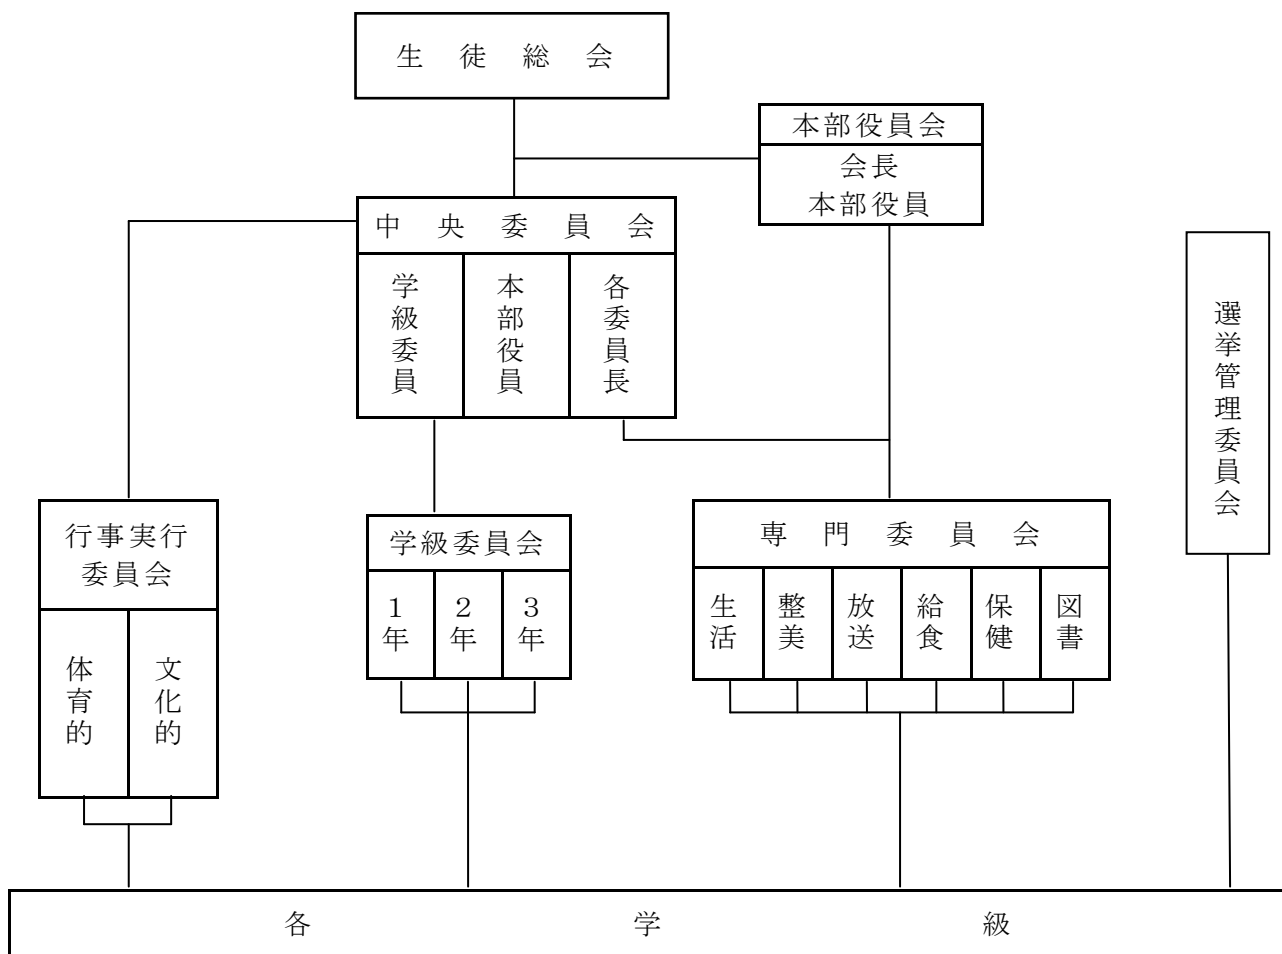 生徒総会
本部役員会
会長
本部役員
中央委員会
学級委員
本部役員
各委員長
選挙管理委員会
行事実行
委員会
体育的
文化的
学級委員会
１年
２年
３年
専門委員会
生活
整美
放送
給食
保健
図書
各学級